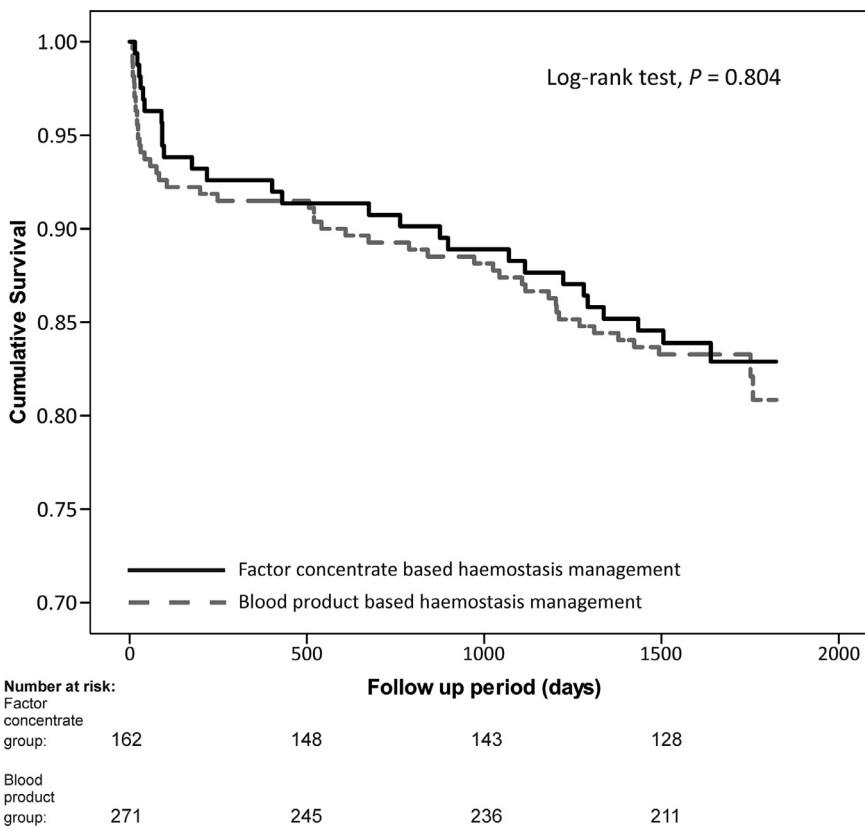 1.00
0.95
0.90
0.85
0.80
0.75
0.70
Cumulative Survival
Log-rank test, P = 0.804
Factor concentrate based haemostasis management
Blood product based haemostasis management
0 500 1000 1500 2000
Follow up period (days)
Number at risk:
Factor
concentrate
group: 162 148 143 128
Blood
product
group: 271 245 236 211